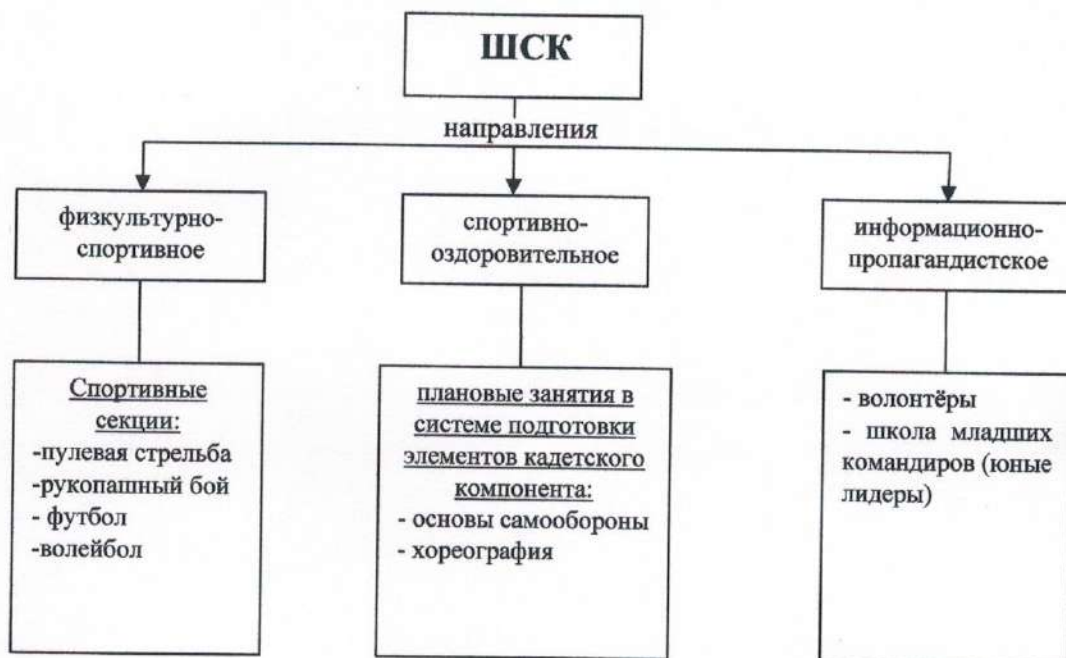 ШСК
направления
физкультурно-
спортивное
спортивно-
оздоровительное
информационно-
пропагандистское
Спортивные
секции:
-пулевая стрельба
-рукопашный бой
- футбол
-волейбол
плановые занятия в
системе подготовки
элементов кадетского
компонента:
- основы самообороны
- хореография
- волонтёры
- школа младших
командиров (юные
лидеры)